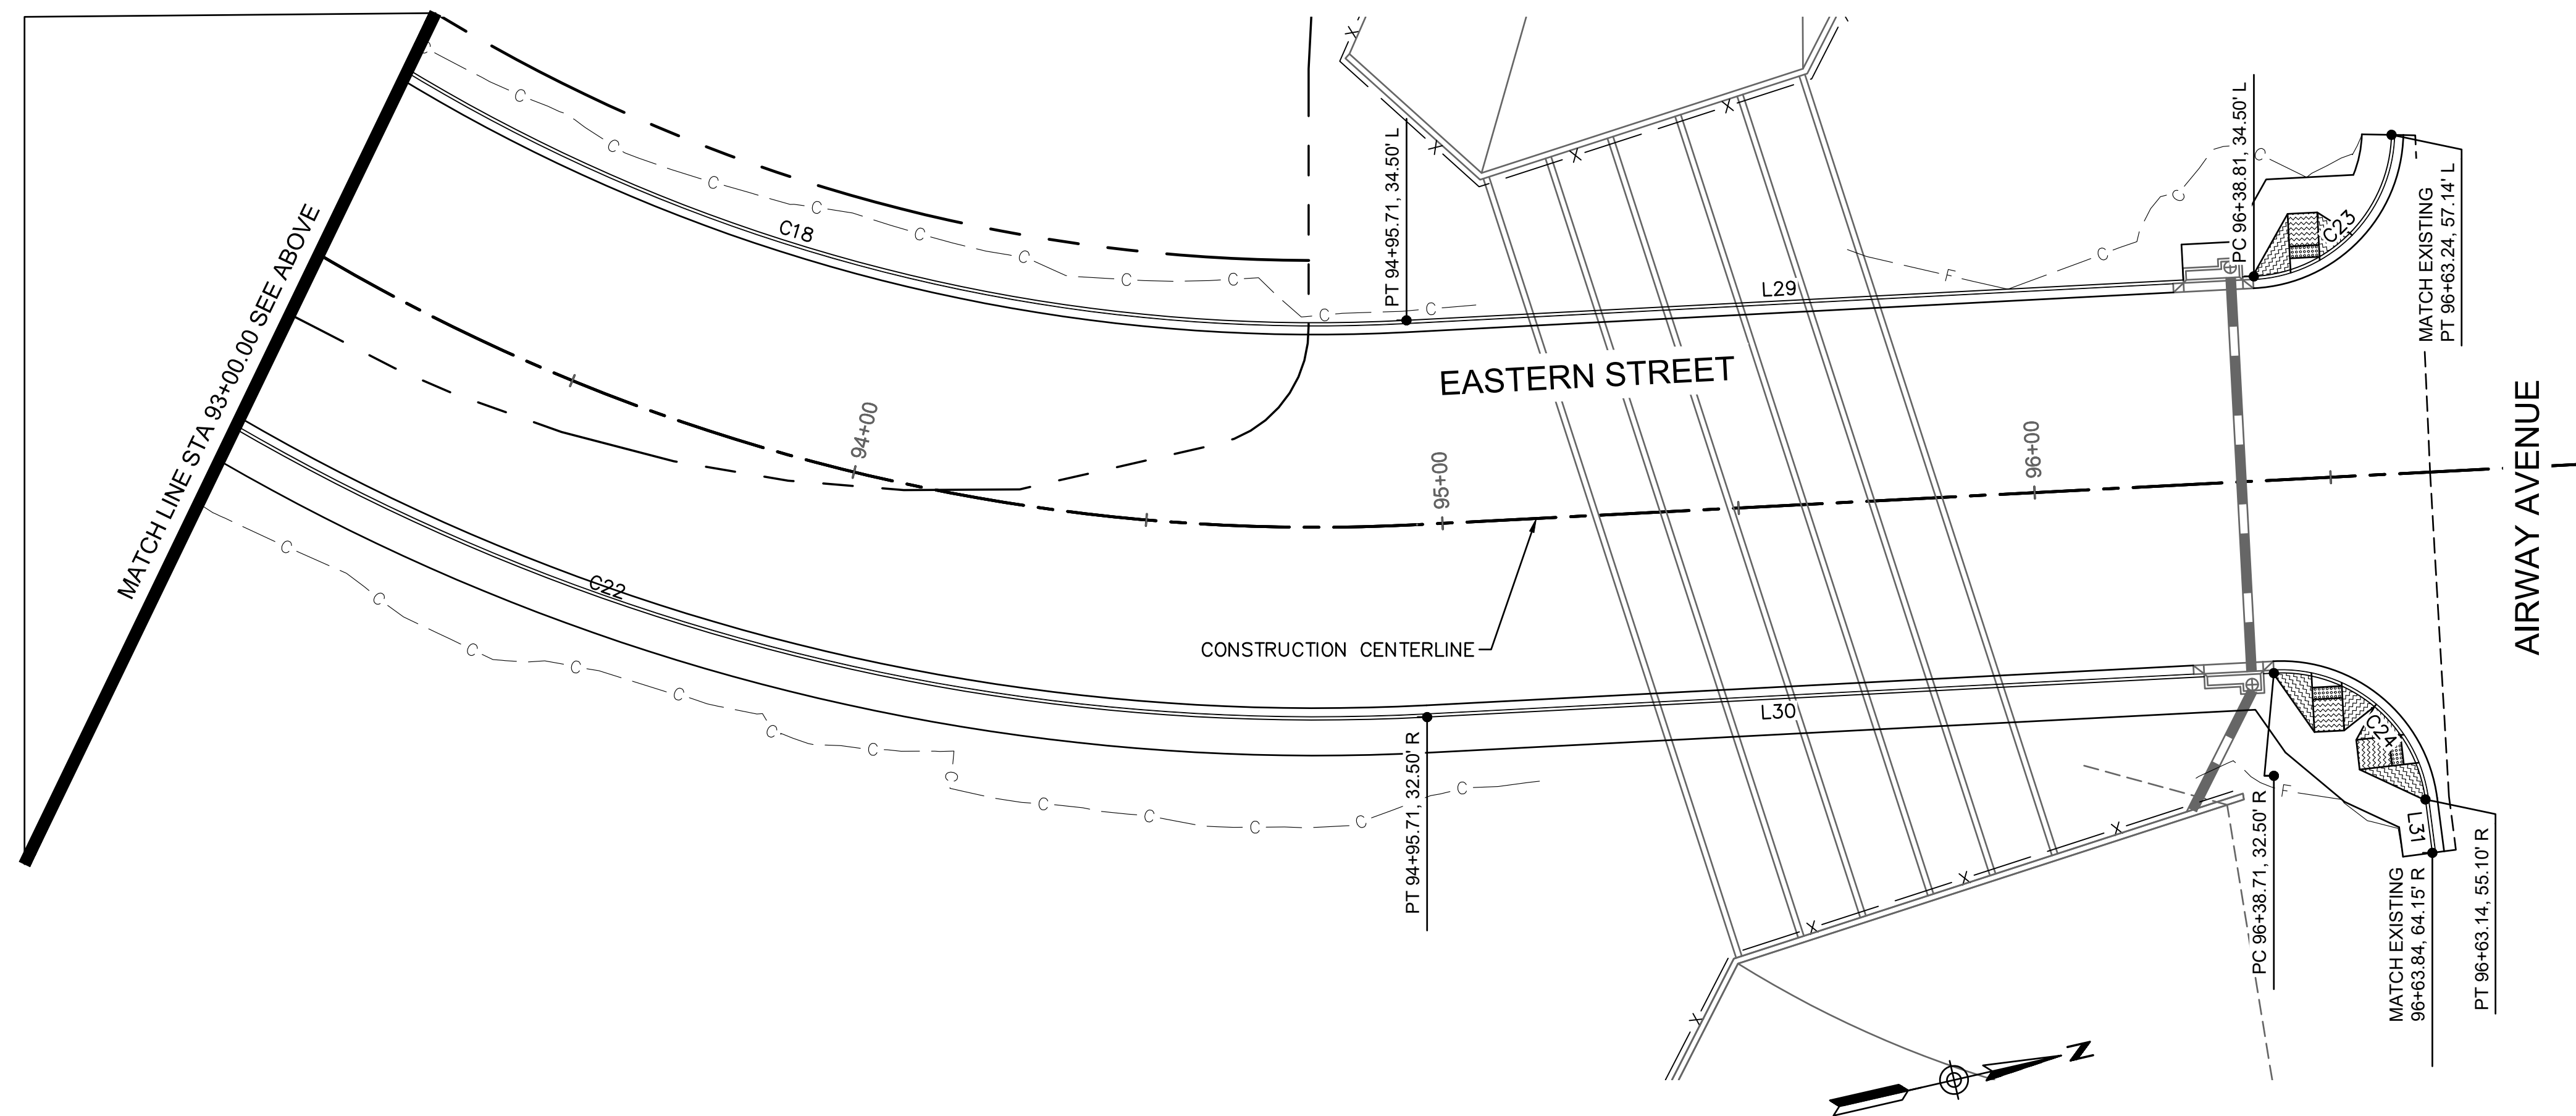 MATCH LINE STA 93+00.00 SEE ABOVE
C18
C22
94+00
95+00
96+00
PT 94+95.71, 34.50' L
PT 94+95.71, 32.50' R
EASTERN STREET
CONSTRUCTION CENTERLINE
L29
L30
PC 96+38.81, 34.50' L
C23
MATCH EXISTING
PT 96+63.24, 57.14' L
AIRWAY AVENUE
C24
L31
PC 96+38.71, 32.50' R
MATCH EXISTING
96+63.84, 64.15' R
PT 96+63.14, 55.10' R
N
C C C C C C C C C C C C
C C C C C C C C C C C C C C C
F C C C C
F
X X X X
X X X X